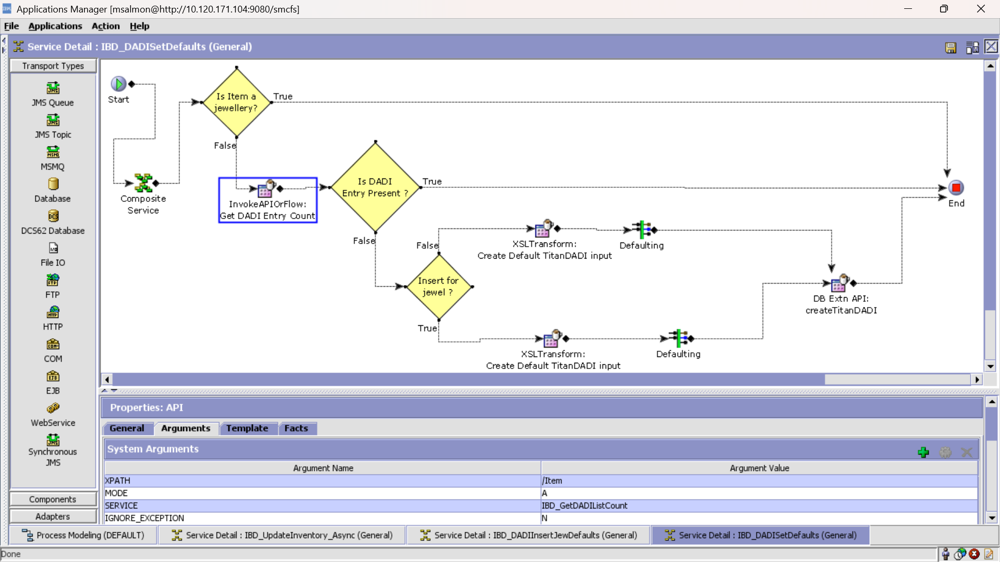 Applications Manager [msalmon@http://10.120.171.104:9080/smcfs]
File Applications Action Help
Service Detail : IBD_DADISetDefaults (General)
Transport Types
JMS Queue
JMS Topic
MSMQ
Database
DCS62 Database
File IO
FTP
HTTP
COM
EJB
WebService
Synchronous
JMS
Components
Adapters
Start
Composite
Service
Is Item a
jewellery?
True
False
InvokeAPIOrFlow:
Get DADI Entry Count
Is DADI
Entry Present ?
True
False
End
Insert for
jewel ?
False
True
XSLTransform:
Create Default TitanDADI input
Defaulting
DB Extn API:
createTitanDADI
XSLTransform:
Create Default TitanDADI input
Defaulting
Properties: API
General Arguments Template Facts
System Arguments
Argument Name Argument Value
XPATH /Item
MODE A
SERVICE IBD_GetDADIListCount
IGNORE_EXCEPTION N
Process Modeling (DEFAULT) Service Detail : IBD_UpdateInventory_Async (General) Service Detail : IBD_DADIInsertJewDefaults (General) Service Detail : IBD_DADISetDefaults (General)
Done